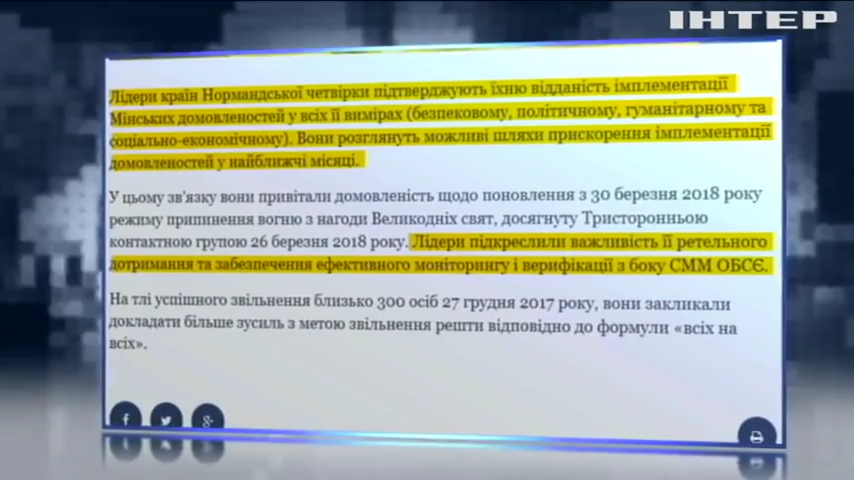 ІНТЕР
Лідери країн Нормандської четвірки підтверджують їхню відданість імплементації
Мінських домовленостей у всіх її вимірах (безпековому, політичному, гуманітарному та
соціально-економічному). Вони розглянуть можливі шляхи прискорення імплементації
домовленостей у найближчі місяці.
У цьому зв'язку вони привітали домовленість щодо поновлення з 30 березня 2018 року
режиму припинення вогню з нагоди Великодніх свят, досягнуту Тристоронньою
контактною групою 26 березня 2018 року. Лідери підкреслили важливість її ретельного
дотримання та забезпечення ефективного моніторингу і верифікації з боку СММ ОБСЄ.
На тлі успішного звільнення близько 300 осіб 27 грудня 2017 року, вони закликали
докладати більше зусиль з метою звільнення решти відповідно до формули «всіх на
всіх».